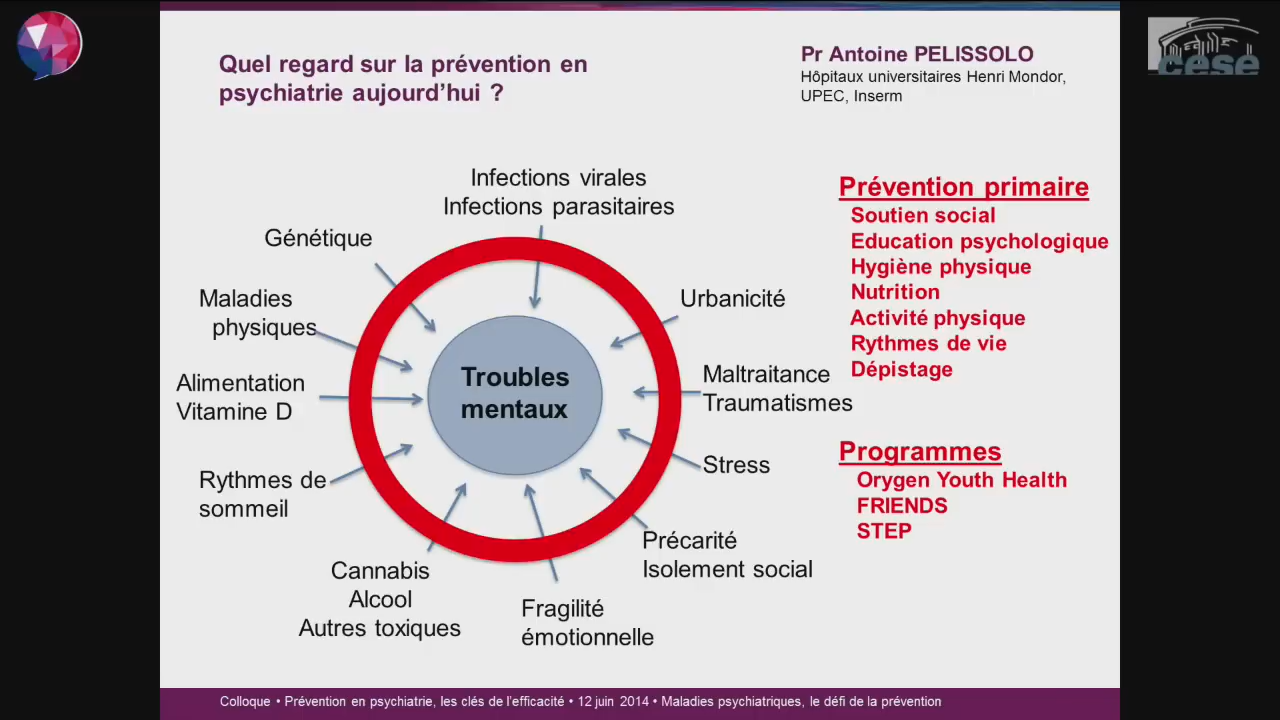 Quel regard sur la prévention en
psychiatrie aujourd'hui ?
Pr Antoine PELISSOLO
Hôpitaux universitaires Henri Mondor,
UPEC, Inserm
cese
Infections virales
Infections parasitaires
Génétique
Maladies
physiques
Alimentation
Vitamine D
Rythmes de
sommeil
Cannabis
Alcool
Autres toxiques
Fragilité
émotionnelle
Précarité
Isolement social
Stress
Maltraitance
Traumatismes
Urbanicité
Troubles
mentaux
Prévention primaire
Soutien social
Education psychologique
Hygiène physique
Nutrition
Activité physique
Rythmes de vie
Dépistage
Programmes
Orygen Youth Health
FRIENDS
STEP
Colloque • Prévention en psychiatrie, les clés de l'efficacité • 12 juin 2014 • Maladies psychiatriques, le défi de la prévention